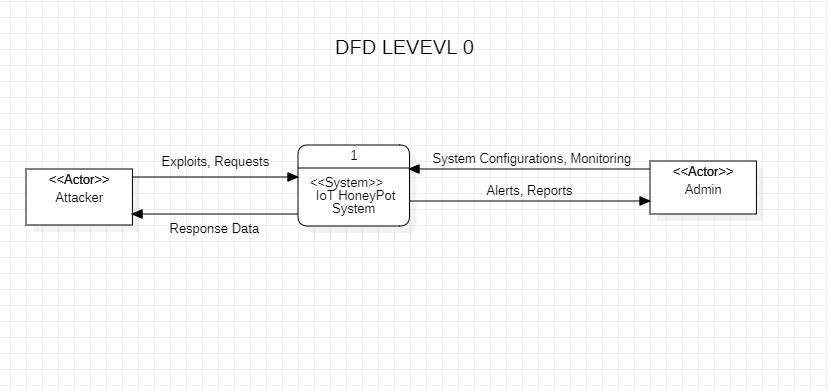 DFD LEVEVL 0
Exploits, Requests
1
System Configurations, Monitoring
<<Actor>>
Attacker
<<System>>
IoT HoneyPot
System
<<Actor>>
Admin
Alerts, Reports
Response Data